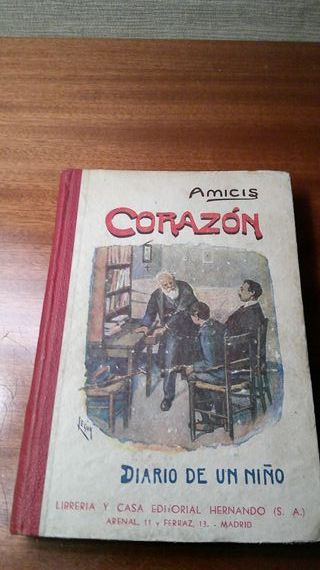 AMICIS
CORAZÓN
DIARIO DE UN NIÑO
LIBRERIA Y CASA EDITORIAL HERNANDO (S. A.)
ARENAL, 11 y FERRAZ, 13. - MADRID